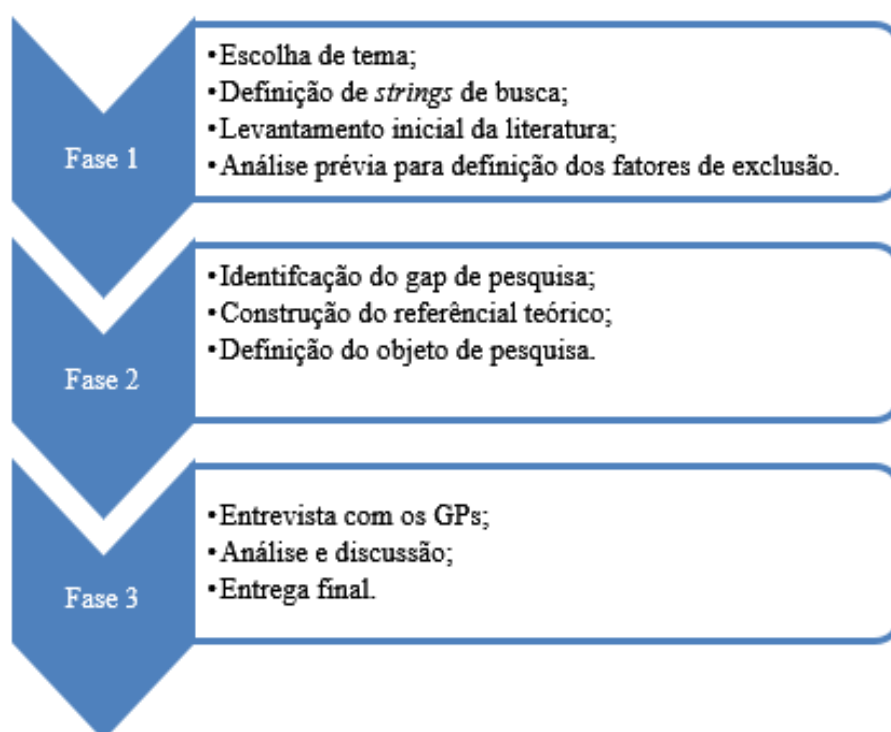 Fase 1
•Escolha de tema;
•Definição de strings de busca;
•Levantamento inicial da literatura;
•Análise prévia para definição dos fatores de exclusão.
Fase 2
•Identifcação do gap de pesquisa;
•Construção do referêncial teórico;
•Definição do objeto de pesquisa.
Fase 3
•Entrevista com os GPs;
•Análise e discussão;
•Entrega final.